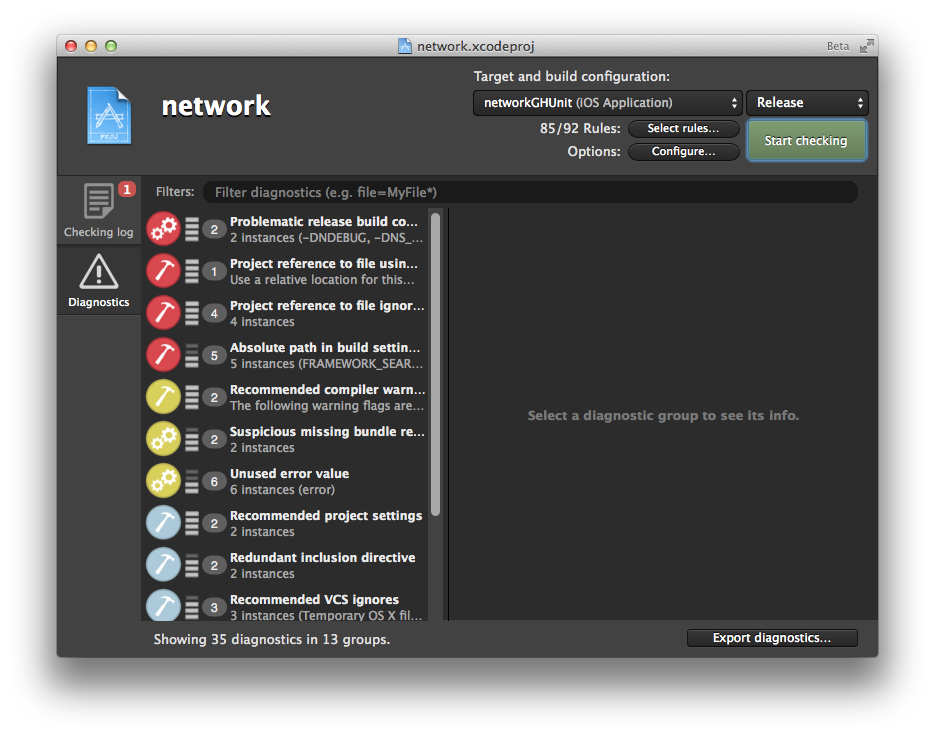 network.xcodeproj
Beta
Target and build configuration:
network
networkGHUnit (iOS Application)
Release
85/92 Rules:
Select rules...
Start checking
Options:
Configure...
1
Checking log
Diagnostics
Filters:
Filter diagnostics (e.g. file=MyFile*)
2
Problematic release build co...
2 instances (-DNDEBUG, -DNS_...
1
Project reference to file usin...
Use a relative location for this...
4
Project reference to file ignor...
4 instances
5
Absolute path in build settin...
5 instances (FRAMEWORK_SEAR...
2
Recommended compiler warn...
The following warning flags are...
2
Suspicious missing bundle re...
2 instances
6
Unused error value
6 instances (error)
2
Recommended project settings
2 instances
2
Redundant inclusion directive
2 instances
3
Recommended VCS ignores
3 instances (Temporary OS X fil...
Select a diagnostic group to see its info.
Showing 35 diagnostics in 13 groups.
Export diagnostics...